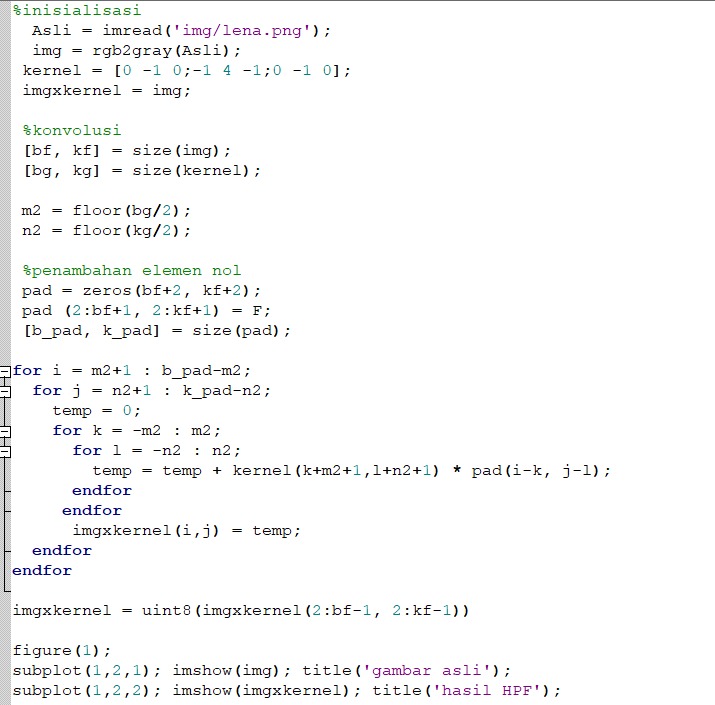 %inisialisasi
Asli = imread('img/lena.png');
img = rgb2gray(Asli);
kernel = [0 -1 0;-1 4 -1;0 -1 0];
imgxkernel = img;
%konvolusi
[bf, kf] = size(img);
[bg, kg] = size(kernel);
m2 = floor(bg/2);
n2 = floor(kg/2);
%penambahan elemen nol
pad = zeros(bf+2, kf+2);
pad (2:bf+1, 2:kf+1) = F;
[b_pad, k_pad] = size(pad);
for i = m2+1 : b_pad-m2;
for j = n2+1 : k_pad-n2;
temp = 0;
for k = -m2 : m2;
for l = -n2 : n2;
temp = temp + kernel(k+m2+1,l+n2+1) * pad(i-k, j-l);
endfor
endfor
imgxkernel(i,j) = temp;
endfor
endfor
imgxkernel = uint8(imgxkernel(2:bf-1, 2:kf-1))
figure(1);
subplot(1,2,1); imshow(img); title('gambar asli');
subplot(1,2,2); imshow(imgxkernel); title('hasil HPF');